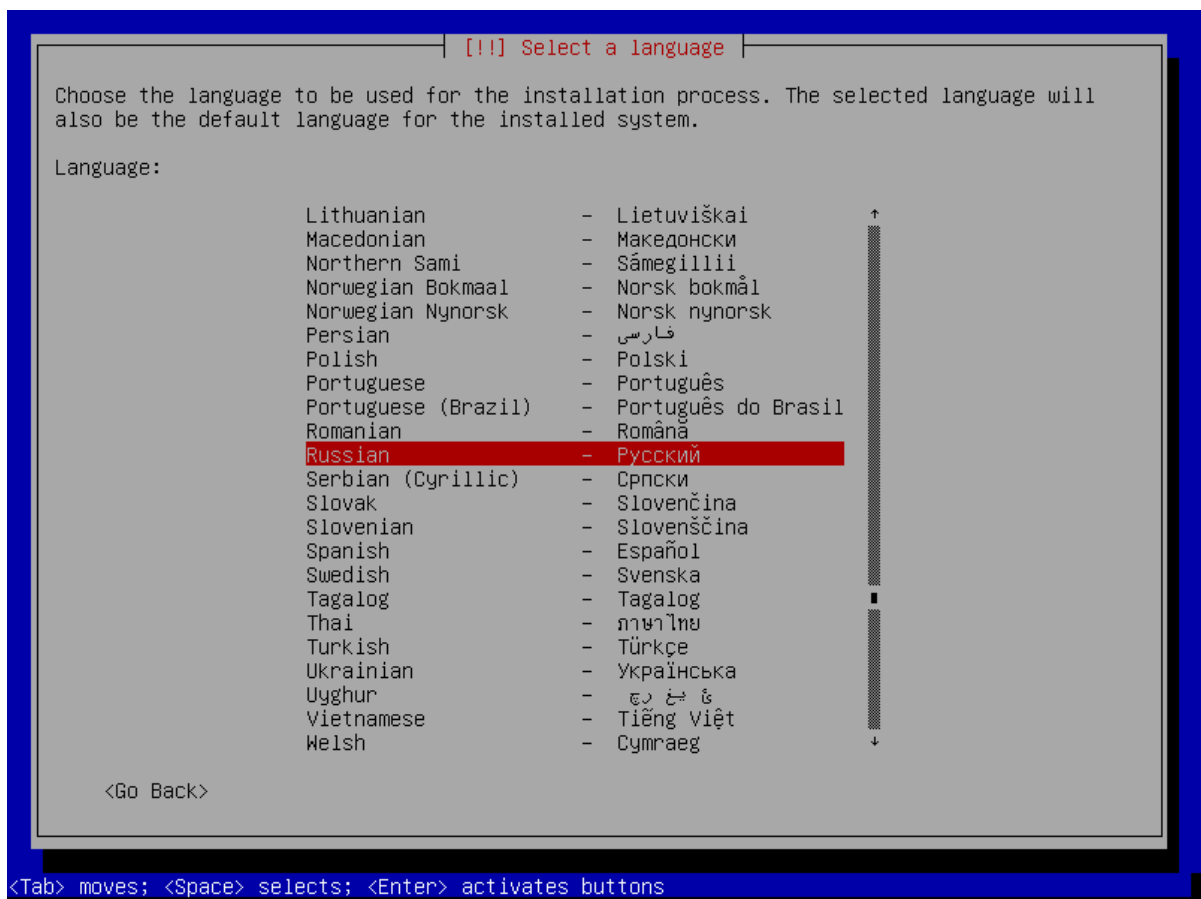 [!!] Select a language
Choose the language to be used for the installation process. The selected language will
also be the default language for the installed system.
Language:
Lithuanian - Lietuviškai
Macedonian - Македонски
Northern Sami - Sámegillii
Norwegian Bokmaal - Norsk bokmål
Norwegian Nynorsk - Norsk nynorsk
Persian - فارسی
Polish - Polski
Portuguese - Português
Portuguese (Brazil) - Português do Brasil
Romanian - Română
Russian - Русский
Serbian (Cyrillic) - Српски
Slovak - Slovenčina
Slovenian - Slovenščina
Spanish - Español
Swedish - Svenska
Tagalog - Tagalog
Thai - ภาษาไทย
Turkish - Türkçe
Ukrainian - Українська
Uyghur -
Vietnamese - Tiếng Việt
Welsh - Cymraeg
<Go Back>
<Tab> moves; <Space> selects; <Enter> activates buttons